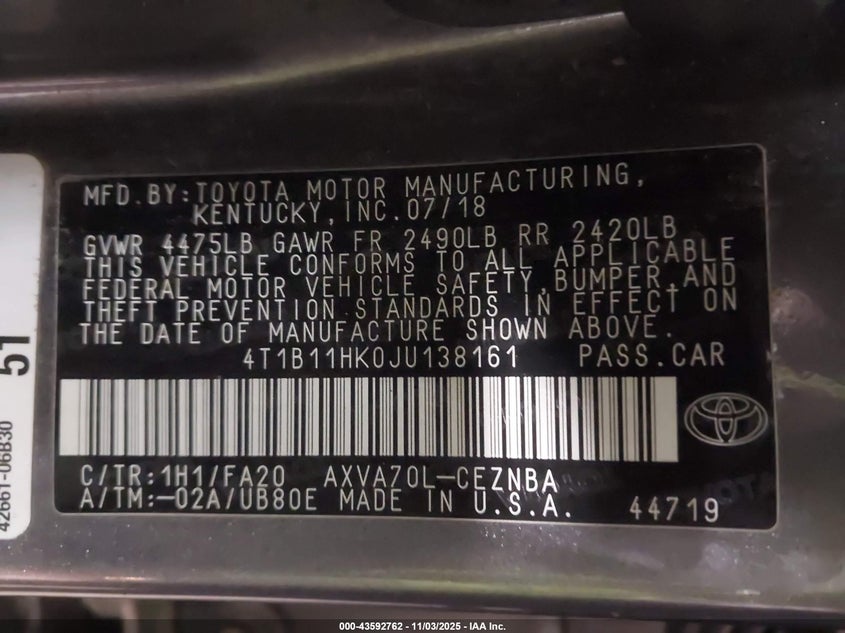 MFD.BY:TOYOTA MOTOR MANUFACTURING,
KENTUCKY,INC.07/18
GVWR 4475LB GAWR FR 2490LB RR 2420LB
THIS VEHICLE CONFORMS TO ALL APPLICABLE
FEDERAL MOTOR VEHICLE SAFETY,BUMPER,AND
THEFT PREVENTION STANDARDS IN EFFECT ON
THE DATE OF MANUFACTURE SHOWN ABOVE.
4T1B11HK0JU138161 PASS.CAR
C/TR:1H1/FA20 AXVA70L-CEZNBA
A/TM:-02A/UB80E MADE IN U.S.A. 44719
51
42661-06B30
000-43592762 - 11/03/2025 - IAA Inc.